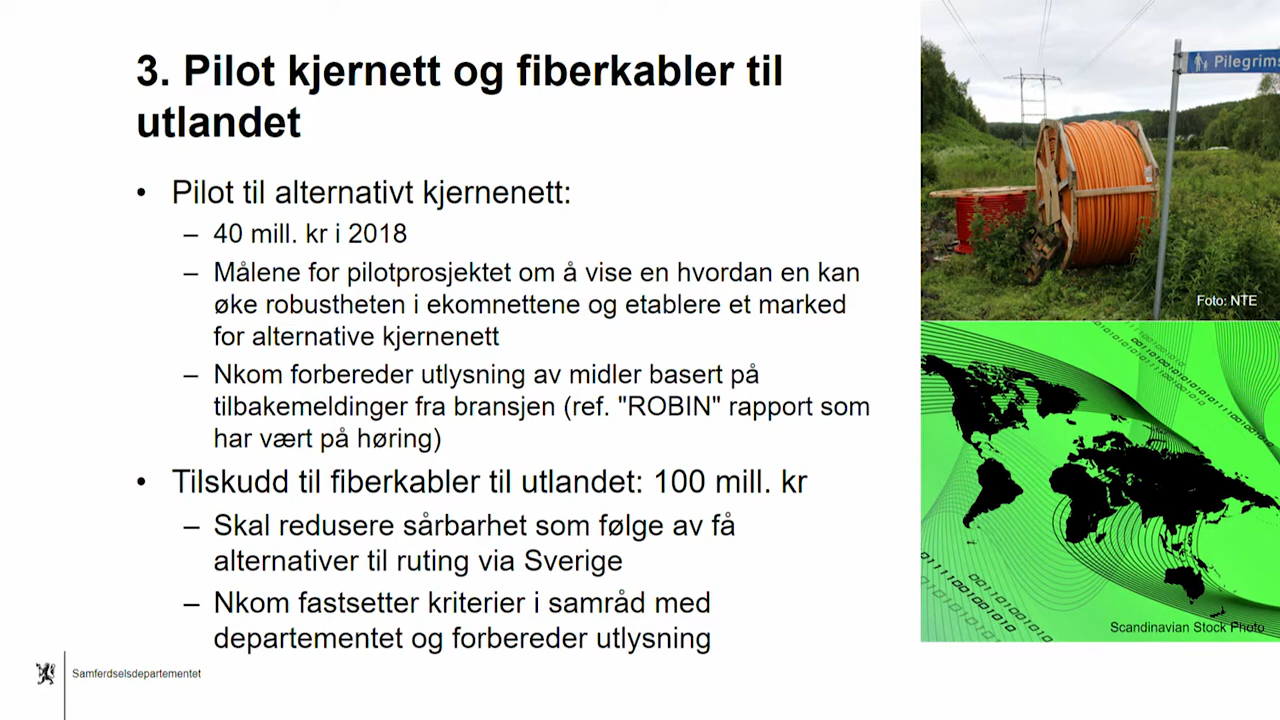 3. Pilot kjernett og fiberkabler til
utlandet
• Pilot til alternativt kjernenett:
– 40 mill. kr i 2018
– Målene for pilotprosjektet om å vise en hvordan en kan
øke robustheten i ekomnettene og etablere et marked
for alternative kjernenett
– Nkom forbereder utlysning av midler basert på
tilbakemeldinger fra bransjen (ref. "ROBIN" rapport som
har vært på høring)
• Tilskudd til fiberkabler til utlandet: 100 mill. kr
– Skal redusere sårbarhet som følge av få
alternativer til ruting via Sverige
– Nkom fastsetter kriterier i samråd med
departementet og forbereder utlysning
Samferdselsdepartementet
Pilegrims
Foto: NTE
Scandinavian Stock Photo